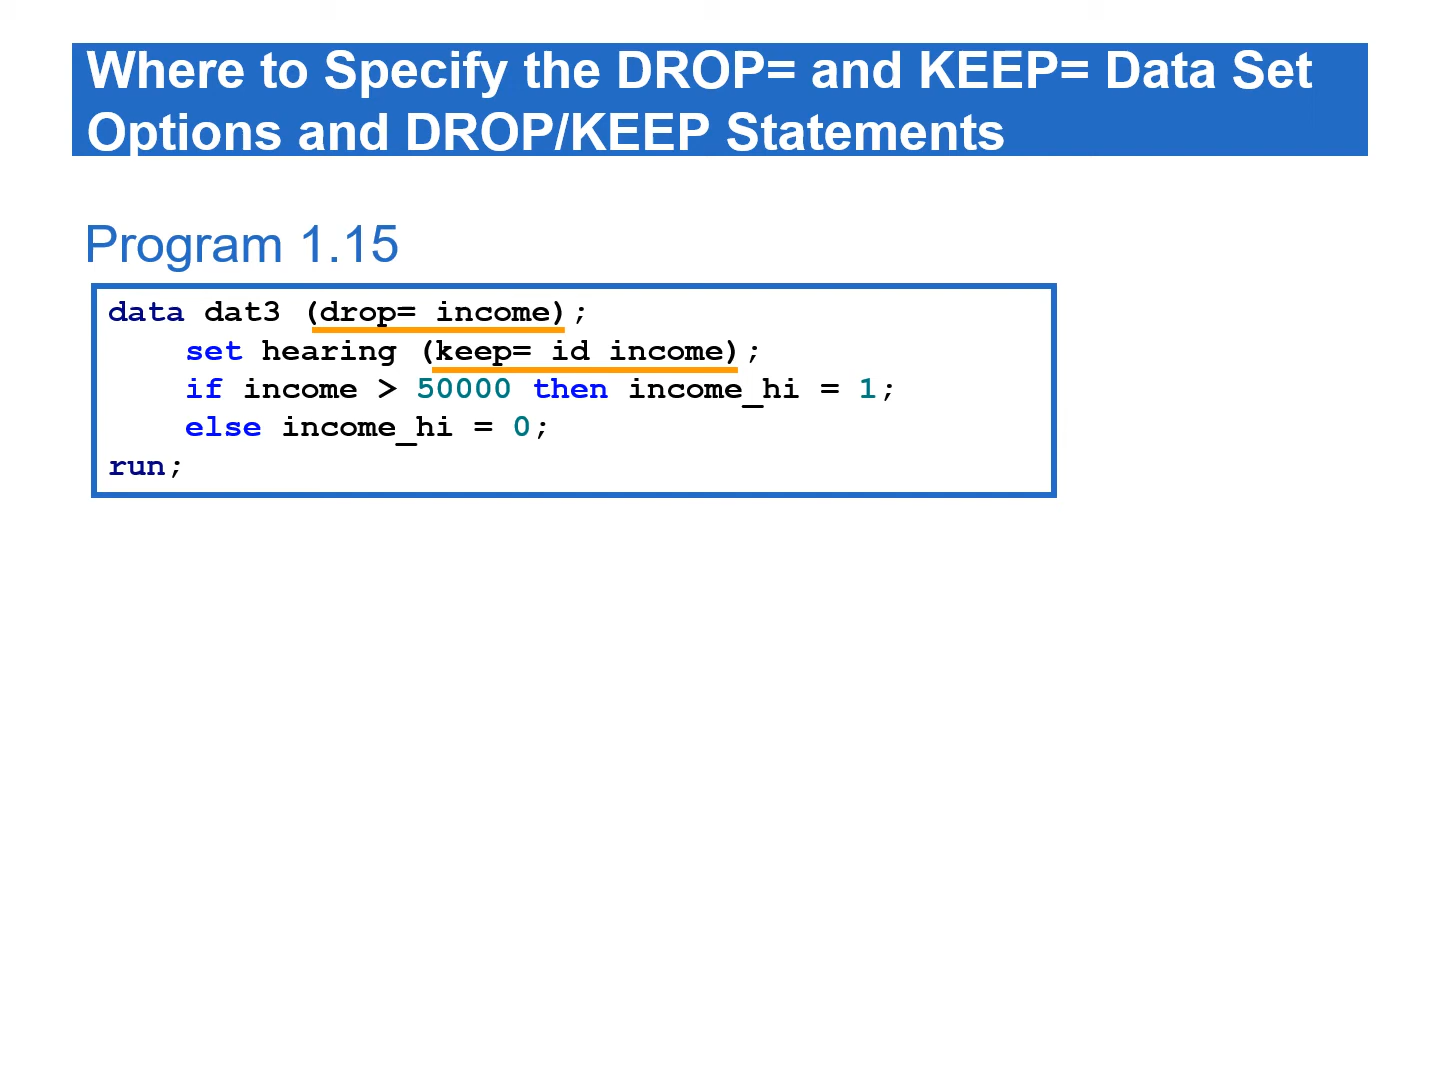 Where to Specify the DROP= and KEEP= Data Set
Options and DROP/KEEP Statements
Program 1.15
data dat3 (drop= income);
    set hearing (keep= id income);
    if income > 50000 then income_hi = 1;
    else income_hi = 0;
run;